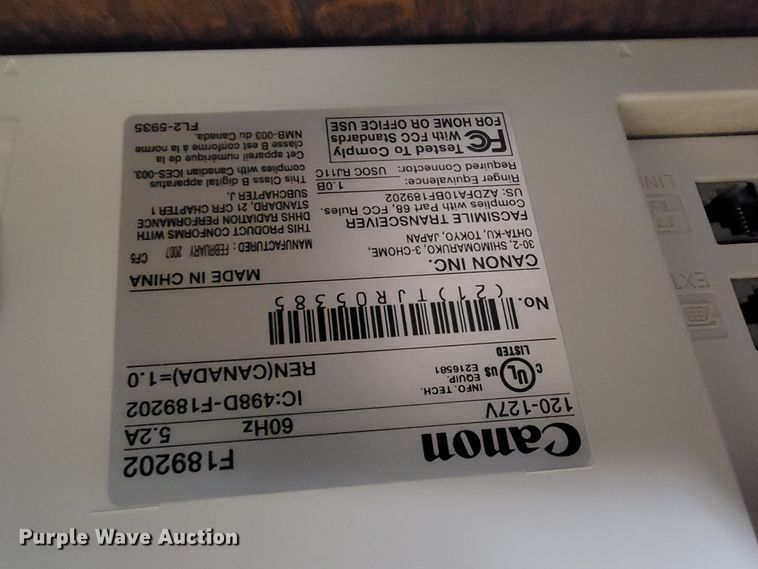 Canon
F189202
120-127V
60Hz
5.2A
INFO. TECH.
EQUIP.
E216581
C UL US
LISTED
IC:498D-F189202
REN(CANADA)=1.0
No. (21)TJR05385
CANON INC.
30-2, SHIMOMARUKO, 3-CHOME,
OHTA-KU, TOKYO, JAPAN
MADE IN CHINA
FACSIMILE TRANSCEIVER
Complies with Part 68, FCC Rules.
US: AZDFA10BF189202
Ringer Equivalence: 1.0B
Required Connector: USOC RJ11C
FC Tested To Comply
With FCC Standards
FOR HOME OR OFFICE USE
MANUFACTURED : FEBRUARY 2007 CF5
THIS PRODUCT CONFORMS WITH
DHHS RADIATION PERFORMANCE
STANDARD, 21 CFR CHAPTER 1
SUBCHAPTER J.
This Class B digital apparatus
complies with Canadian ICES-003.
Cet appareil numérique de la
classe B est conforme à la norme
NMB-003 du Canada.
FL2-5935
LINE
EXT.
Purple Wave Auction